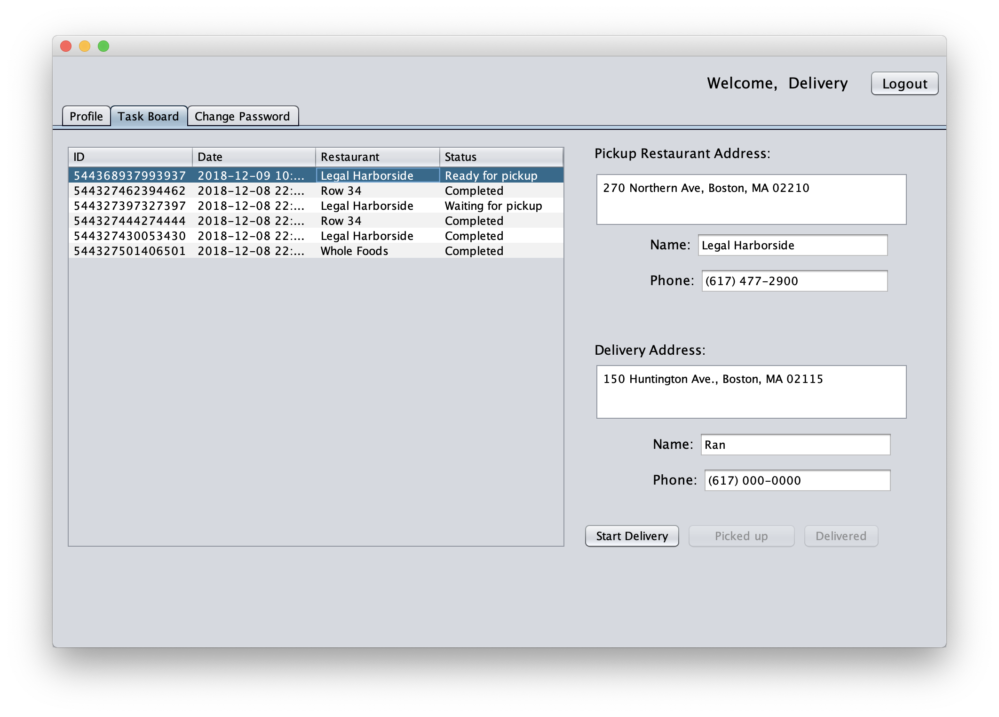 Welcome, Delivery Logout
Profile Task Board Change Password
ID Date Restaurant Status
544368937993937 2018-12-09 10:... Legal Harborside Ready for pickup
544327462394462 2018-12-08 22:... Row 34 Completed
544327397327397 2018-12-08 22:... Legal Harborside Waiting for pickup
544327444274444 2018-12-08 22:... Row 34 Completed
544327430053430 2018-12-08 22:... Legal Harborside Completed
544327501406501 2018-12-08 22:... Whole Foods Completed
Pickup Restaurant Address:
270 Northern Ave, Boston, MA 02210
Name: Legal Harborside
Phone: (617) 477-2900
Delivery Address:
150 Huntington Ave., Boston, MA 02115
Name: Ran
Phone: (617) 000-0000
Start Delivery Picked up Delivered